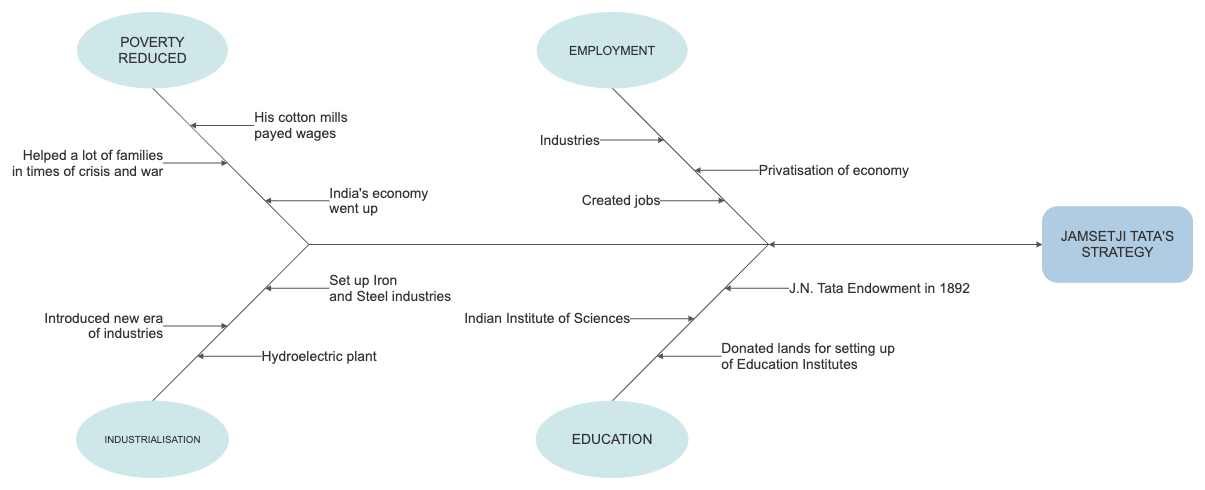 POVERTY
REDUCED
EMPLOYMENT
His cotton mills
payed wages
Helped a lot of families
in times of crisis and war
India's economy
went up
Industries
Privatisation of economy
Created jobs
JAMSETJI TATA'S
STRATEGY
Set up Iron
and Steel industries
Introduced new era
of industries
Hydroelectric plant
J.N. Tata Endowment in 1892
Indian Institute of Sciences
Donated lands for setting up
of Education Institutes
INDUSTRIALISATION
EDUCATION